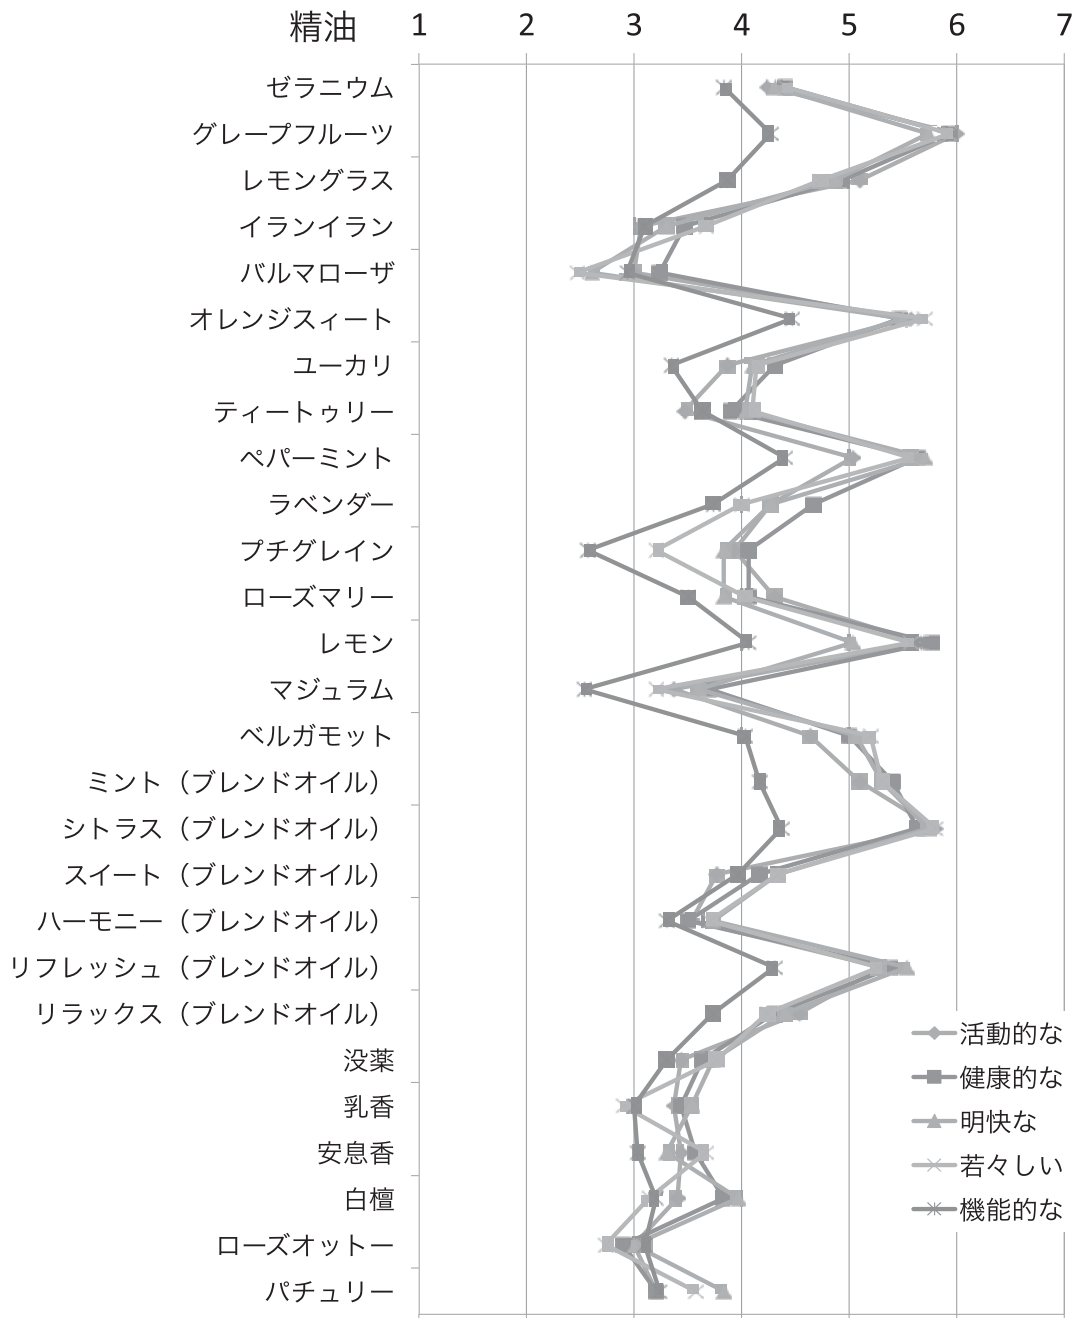 精油 1 2 3 4 5 6 7
ゼラニウム
グレープフルーツ
レモングラス
イランイラン
バルマローザ
オレンジスィート
ユーカリ
ティートゥリー
ペパーミント
ラベンダー
プチグレイン
ローズマリー
レモン
マジュラム
ベルガモット
ミント（ブレンドオイル）
シトラス（ブレンドオイル）
スイート（ブレンドオイル）
ハーモニー（ブレンドオイル）
リフレッシュ（ブレンドオイル）
リラックス（ブレンドオイル）
没薬
乳香
安息香
白檀
ローズオットー
パチュリー
活動的な
健康的な
明快な
若々しい
機能的な